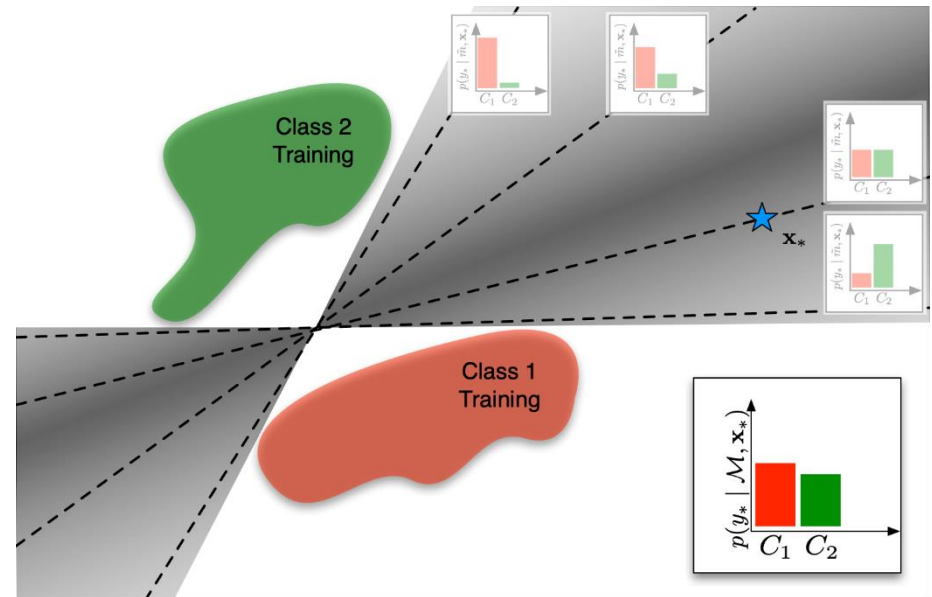 p(y* | m̃, x*)
C₁ C₂
p(y* | m̃, x*)
C₁ C₂
Class 2
Training
p(y* | m̃, x*)
C₁ C₂
x*
p(y* | m̃, x*)
C₁ C₂
Class 1
Training
p(y* | ℳ, x*)
C₁ C₂